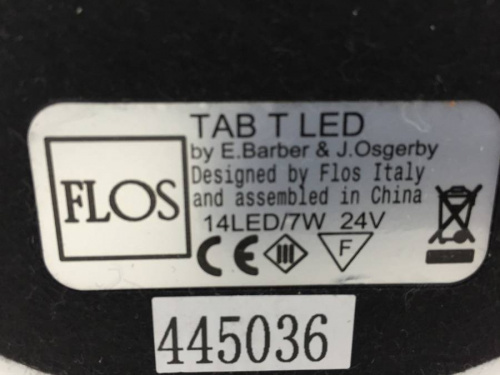 FLOS
TAB T LED
by E.Barber & J.Osgerby
Designed by Flos Italy
and assembled in China
14LED/7W 24V
CE III F
445036